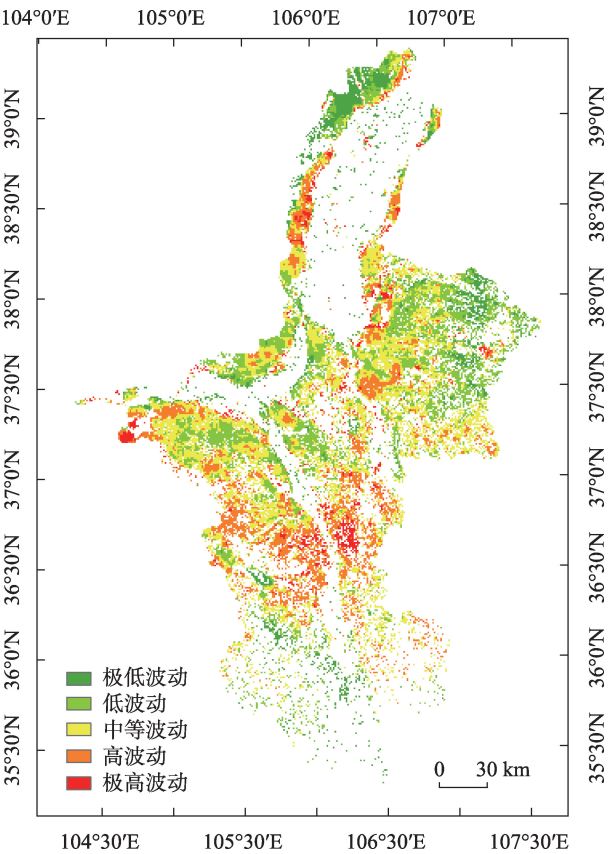 104°0′E 105°0′E 106°0′E 107°0′E
39°0′N 39°0′N
38°30′N 38°30′N
38°0′N 38°0′N
37°30′N 37°30′N
37°0′N 37°0′N
36°30′N 36°30′N
36°0′N 36°0′N
35°30′N 35°30′N
极低波动
低波动
中等波动
高波动
极高波动
0 30 km
104°30′E 105°30′E 106°30′E 107°30′E